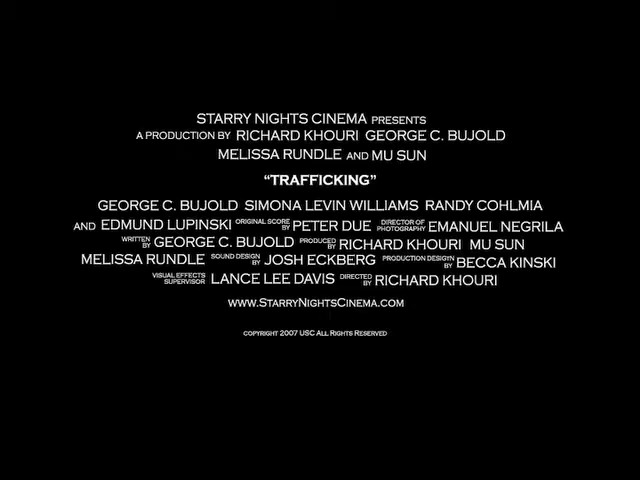 STARRY NIGHTS CINEMA PRESENTS
A PRODUCTION BY RICHARD KHOURI GEORGE C. BUJOLD
MELISSA RUNDLE AND MU SUN
“TRAFFICKING”
GEORGE C. BUJOLD SIMONA LEVIN WILLIAMS RANDY COHLMIA
AND EDMUND LUPINSKI ORIGINAL SCORE BY PETER DUE DIRECTOR OF PHOTOGRAPHY EMANUEL NEGRILA
WRITTEN BY GEORGE C. BUJOLD PRODUCED BY RICHARD KHOURI MU SUN
MELISSA RUNDLE SOUND DESIGN BY JOSH ECKBERG PRODUCTION DESIGYN BY BECCA KINSKI
VISUAL EFFECTS SUPERVISOR LANCE LEE DAVIS DIRECTED BY RICHARD KHOURI
WWW.STARRYNIGHTSCINEMA.COM
COPYRIGHT 2007 USC ALL RIGHTS RESERVED